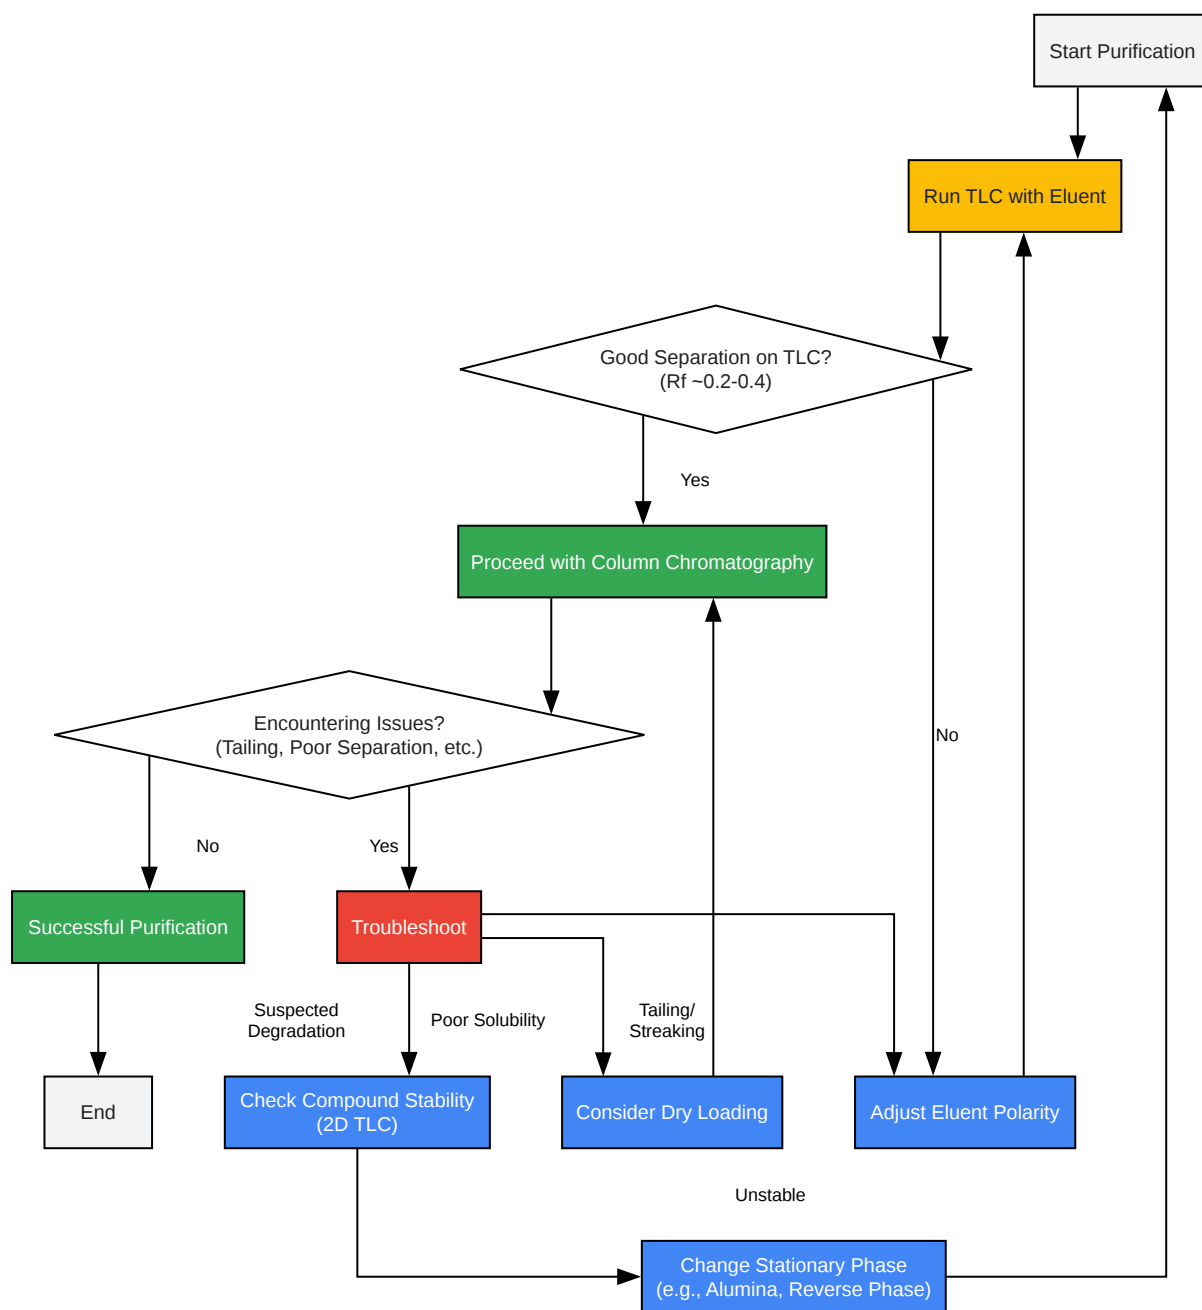 Start Purification
Run TLC with Eluent
Good Separation on TLC?
(Rf ~0.2-0.4)
Yes
Proceed with Column Chromatography
Encountering Issues?
(Tailing, Poor Separation, etc.)
No
No
Yes
Successful Purification
Troubleshoot
Suspected
Degradation
Poor Solubility
Tailing/
Streaking
End
Check Compound Stability
(2D TLC)
Consider Dry Loading
Adjust Eluent Polarity
Unstable
Change Stationary Phase
(e.g., Alumina, Reverse Phase)